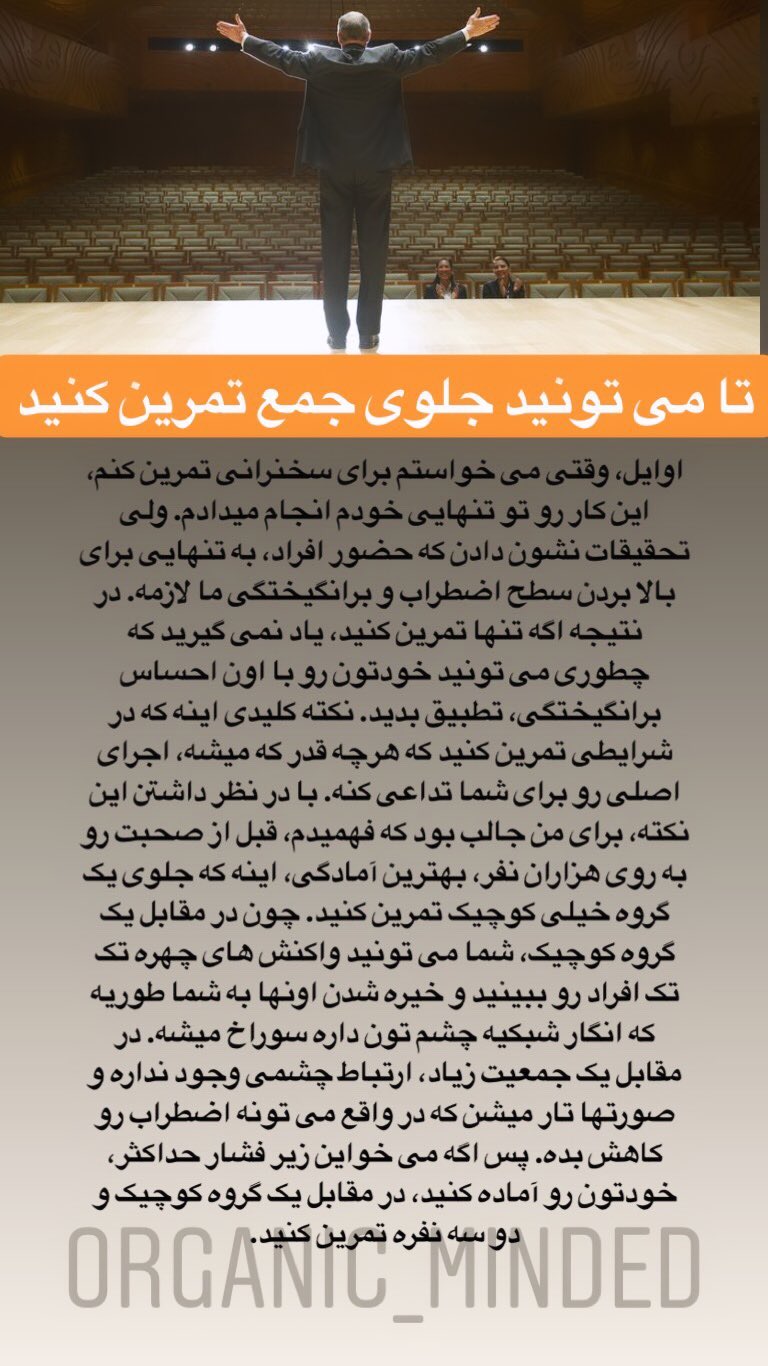 تا می تونید جلوی جمع تمرین کنید
اوایل، وقتی می خواستم برای سخنرانی تمرین کنم،
این کار رو تو تنهایی خودم انجام میدادم. ولی
تحقیقات نشون دادن که حضور افراد، به تنهایی برای
بالا بردن سطح اضطراب و برانگیختگی ما لازمه. در
نتیجه اگه تنها تمرین کنید، یاد نمی گیرید که
چطوری می تونید خودتون رو با اون احساس
برانگیختگی، تطبیق بدید. نکته کلیدی اینه که در
شرایطی تمرین کنید که هرچه قدر که میشه، اجرای
اصلی رو برای شما تداعی کنه. با در نظر داشتن این
نکته، برای من جالب بود که فهمیدم، قبل از صحبت رو
به روی هزاران نفر، بهترین آمادگی، اینه که جلوی یک
گروه خیلی کوچیک تمرین کنید. چون در مقابل یک
گروه کوچیک، شما می تونید واکنش های چهره تک
تک افراد رو ببینید و خیره شدن اونها به شما طوریه
که انگار شبکیه چشم تون داره سوراخ میشه. در
مقابل یک جمعیت زیاد، ارتباط چشمی وجود نداره و
صورتها تار میشن که در واقع می تونه اضطراب رو
کاهش بده. پس اگه می خواین زیر فشار حداکثر،
خودتون رو آماده کنید، در مقابل یک گروه کوچیک و
دو سه نفره تمرین کنید.
ORGANIC_MINDED